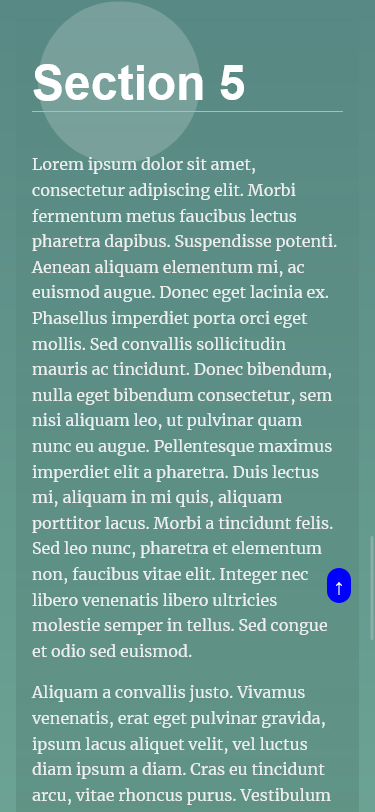 Section 5
Lorem ipsum dolor sit amet,
consectetur adipiscing elit. Morbi
fermentum metus faucibus lectus
pharetra dapibus. Suspendisse potenti.
Aenean aliquam elementum mi, ac
euismod augue. Donec eget lacinia ex.
Phasellus imperdiet porta orci eget
mollis. Sed convallis sollicitudin
mauris ac tincidunt. Donec bibendum,
nulla eget bibendum consectetur, sem
nisi aliquam leo, ut pulvinar quam
nunc eu augue. Pellentesque maximus
imperdiet elit a pharetra. Duis lectus
mi, aliquam in mi quis, aliquam
porttitor lacus. Morbi a tincidunt felis.
Sed leo nunc, pharetra et elementum
non, faucibus vitae elit. Integer nec
libero venenatis libero ultricies
molestie semper in tellus. Sed congue
et odio sed euismod.
Aliquam a convallis justo. Vivamus
venenatis, erat eget pulvinar gravida,
ipsum lacus aliquet velit, vel luctus
diam ipsum a diam. Cras eu tincidunt
arcu, vitae rhoncus purus. Vestibulum
↑